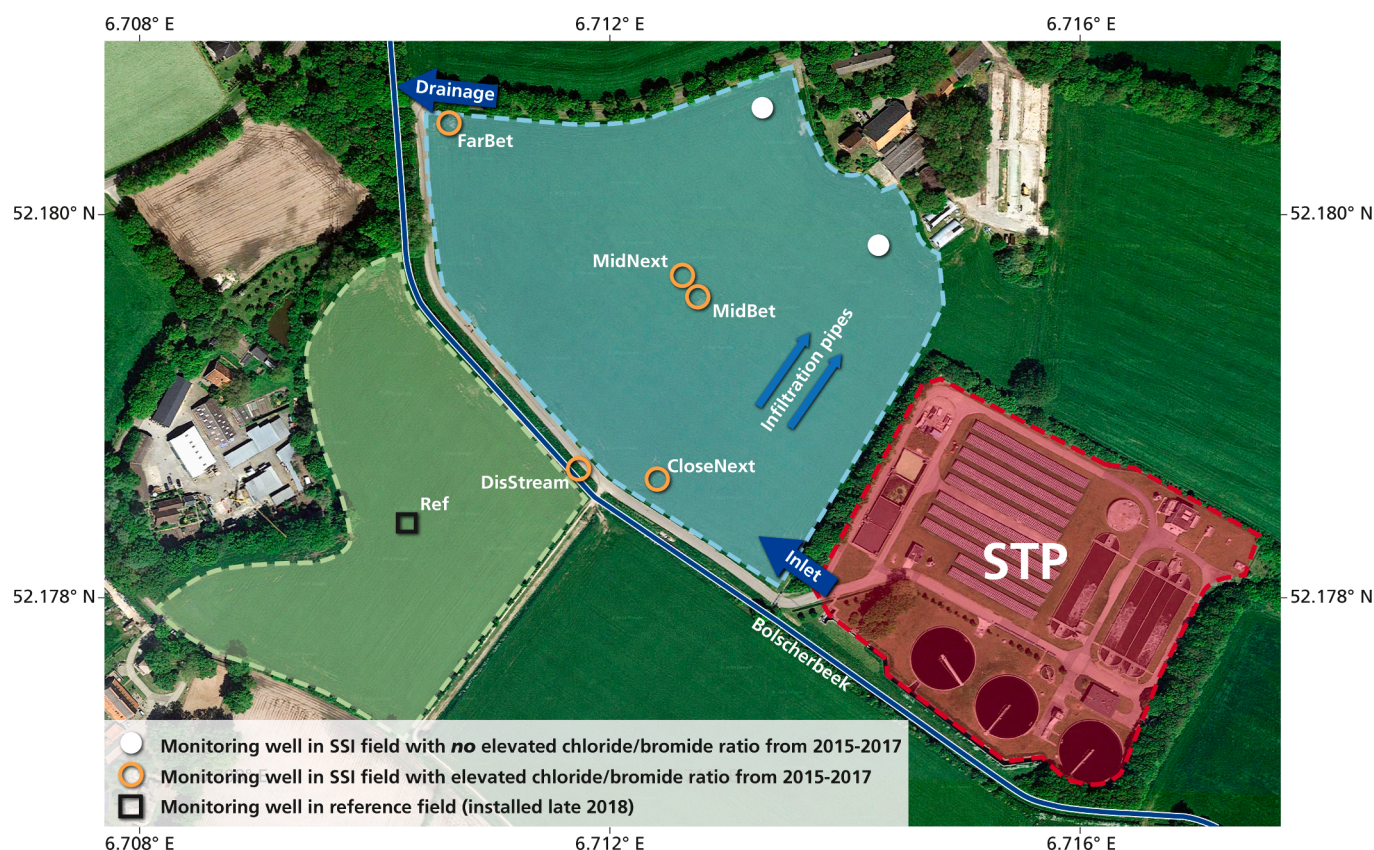 6.708° E
6.712° E
6.716° E
Drainage
FarBet
52.180° N
52.180° N
MidNext
MidBet
Infiltration pipes
CloseNext
DisStream
Ref
STP
Inlet
52.178° N
52.178° N
Bolscherbeek
Monitoring well in SSI field with no elevated chloride/bromide ratio from 2015-2017
Monitoring well in SSI field with elevated chloride/bromide ratio from 2015-2017
Monitoring well in reference field (installed late 2018)
6.708° E
6.712° E
6.716° E